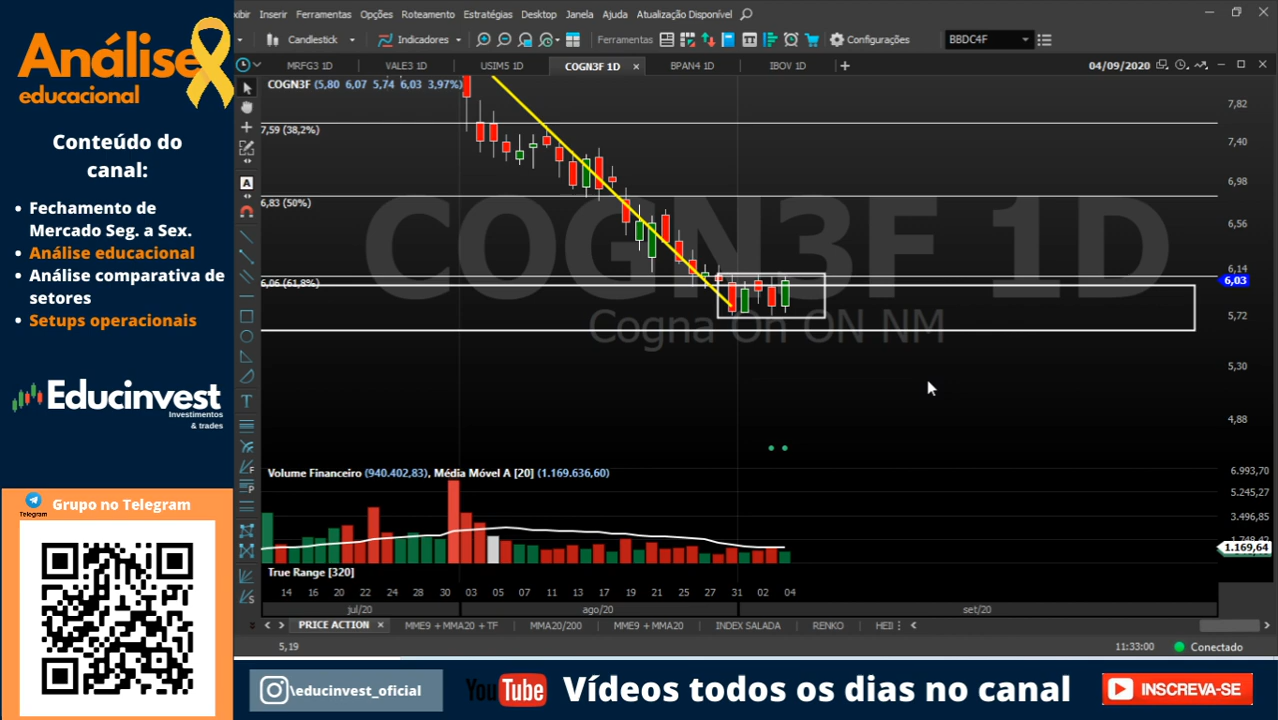 Análise
educacional
Conteúdo do
canal:
Fechamento de
Mercado Seg. a Sex.
Análise educacional
Análise comparativa de
setores
Setups operacionais
Educinvest
Investimentos
& trades
Telegram
Grupo no Telegram
xibir Inserir Ferramentas Opções Roteamento Estratégias Desktop Janela Ajuda Atualização Disponível
Candlestick Indicadores Ferramentas Configurações BBDC4F
MRFG3 1D VALE3 1D USIM5 1D COGN3F 1D × BPAN4 1D IBOV 1D + 04/09/2020
COGN3F (5,80 6,07 5,74 6,03 3,97%)
7,59 (38,2%)
6,83 (50%)
6,06 (61,8%)
COGN3F 1D
Cogna On ON NM
7,82
7,40
6,98
6,56
6,14
6,03
5,72
5,30
4,88
Volume Financeiro (940.402,83), Média Móvel A [20] (1.169.636,60)
6.993,70
5.245,27
3.496,85
1.748,42
1.169,64
True Range [320]
14 16 20 22 24 28 30 03 05 07 11 13 17 19 21 25 27 31 02 04
jul/20 ago/20 set/20
PRICE ACTION × MME9 + MMA20 + TF MMA20/200 MME9 + MMA20 INDEX SALADA RENKO HEII
5,19 11:33:00 Conectado
\educinvest_oficial
YouTube
Vídeos todos os dias no canal
INSCREVA-SE